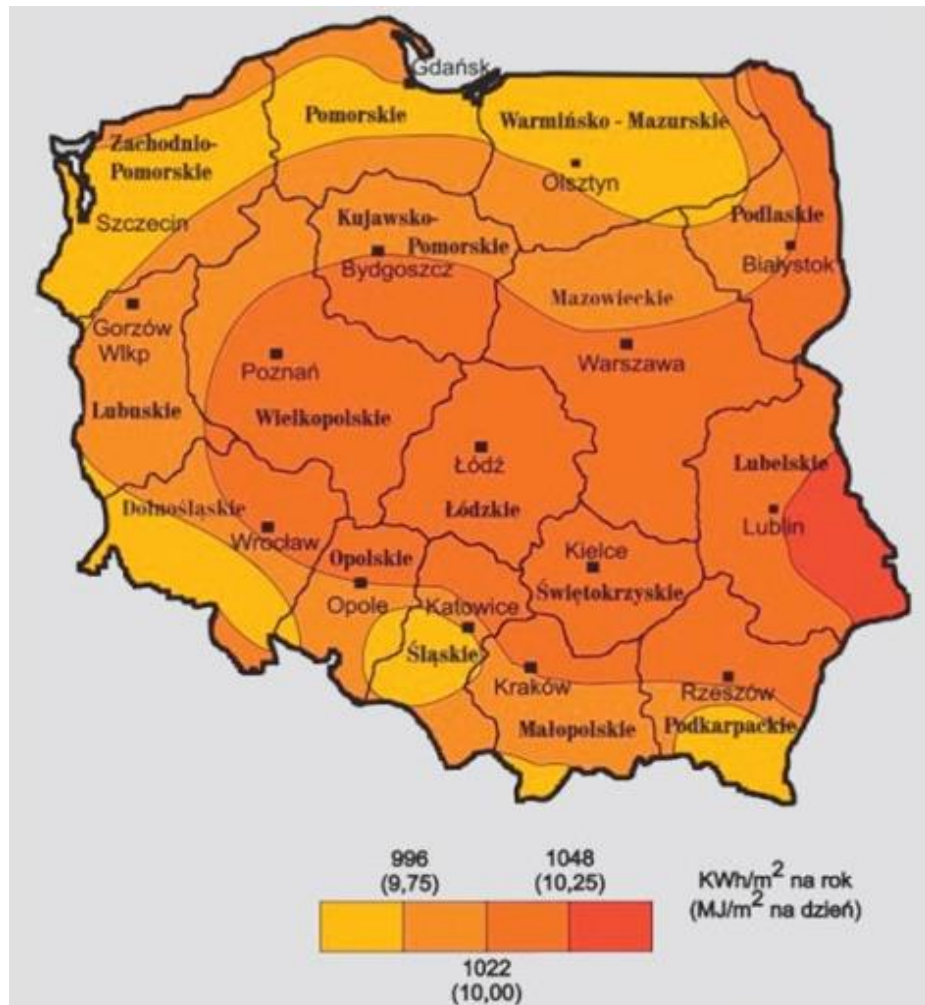 Gdańsk
Pomorskie
Warmińsko - Mazurskie
Zachodnio-
Pomorskie
Olsztyn
Szczecin
Kujawsko-
Pomorskie
Bydgoszcz
Podlaskie
Białystok
Mazowieckie
Gorzów
Wlkp
Warszawa
Poznań
Lubuskie
Wielkopolskie
Łódź
Łódzkie
Lubelskie
Lublin
Dolnośląskie
Wrocław
Opolskie
Opole
Kielce
Świętokrzyskie
Katowice
Śląskie
Kraków
Małopolskie
Rzeszów
Podkarpackie
996
(9,75)
1048
(10,25)
KWh/m² na rok
(MJ/m² na dzień)
1022
(10,00)